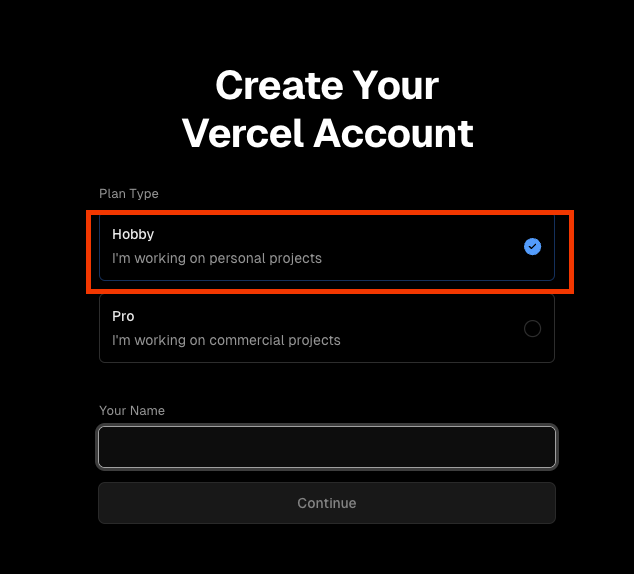 Create Your
Vercel Account
Plan Type
Hobby
I'm working on personal projects
Pro
I'm working on commercial projects
Your Name
Continue